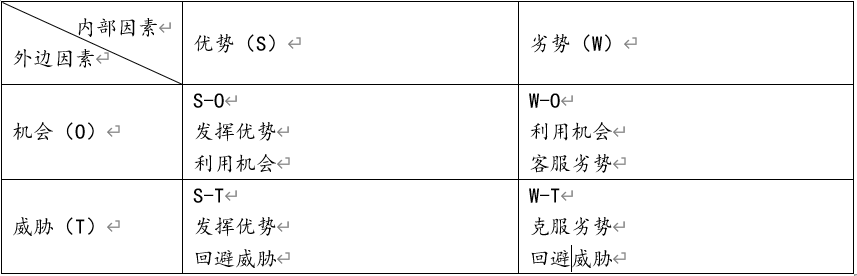 内部因素
外边因素
优势（S）
劣势（W）
机会（O）
S-O
发挥优势
利用机会
W-O
利用机会
客服劣势
威胁（T）
S-T
发挥优势
回避威胁
W-T
克服劣势
回避威胁